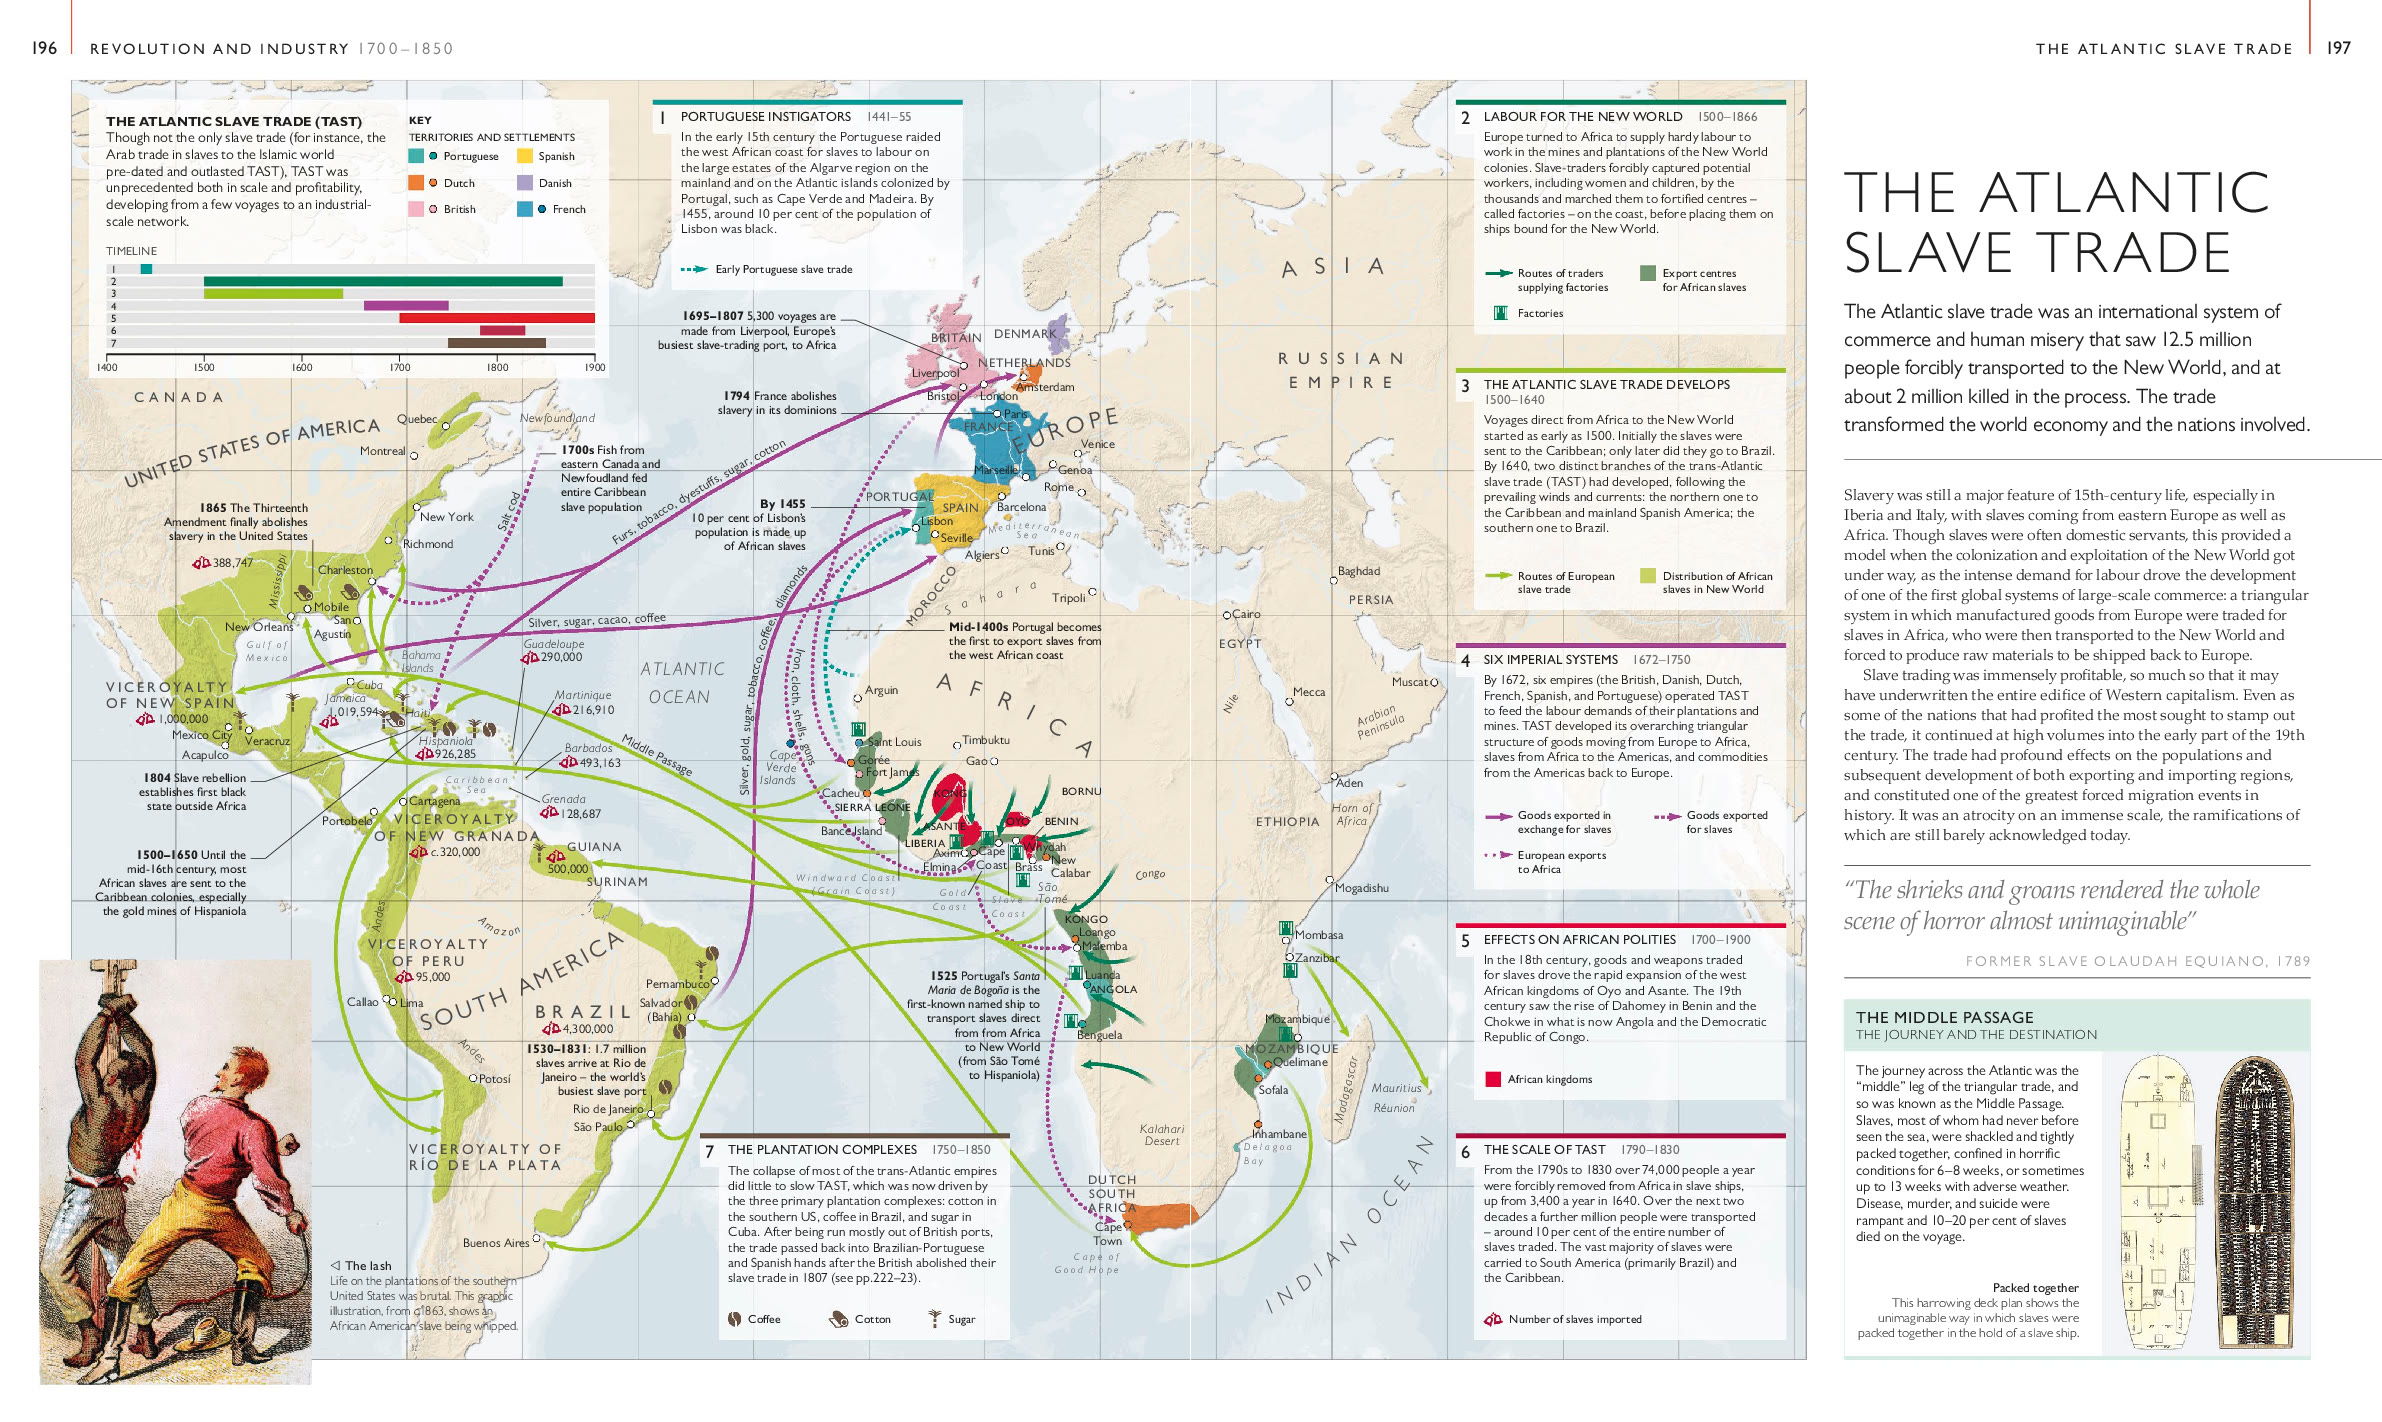 196
REVOLUTION AND INDUSTRY 1700–1850
THE ATLANTIC SLAVE TRADE
197
THE ATLANTIC SLAVE TRADE (TAST)
Though not the only slave trade (for instance, the
Arab trade in slaves to the Islamic world
pre-dated and outlasted TAST), TAST was
unprecedented both in scale and profitability,
developing from a few voyages to an industrial-
scale network.
KEY
TERRITORIES AND SETTLEMENTS
Portuguese
Spanish
Dutch
Danish
British
French
TIMELINE
1
2
3
4
5
6
7
1400
1500
1600
1700
1800
1900
1 PORTUGUESE INSTIGATORS 1441–55
In the early 15th century the Portuguese raided
the west African coast for slaves to labour on
the large estates of the Algarve region on the
mainland and on the Atlantic islands colonized by
Portugal, such as Cape Verde and Madeira. By
1455, around 10 per cent of the population of
Lisbon was black.
Early Portuguese slave trade
2 LABOUR FOR THE NEW WORLD 1500–1866
Europe turned to Africa to supply hardy labour to
work in the mines and plantations of the New World
colonies. Slave-traders forcibly captured potential
workers, including women and children, by the
thousands and marched them to fortified centres –
called factories – on the coast, before placing them on
ships bound for the New World.
Routes of traders
supplying factories
Export centres
for African slaves
Factories
3 THE ATLANTIC SLAVE TRADE DEVELOPS
1500–1640
Voyages direct from Africa to the New World
started as early as 1500. Initially the slaves were
sent to the Caribbean; only later did they go to Brazil.
By 1640, two distinct branches of the trans-Atlantic
slave trade (TAST) had developed, following the
prevailing winds and currents: the northern one to
the Caribbean and mainland Spanish America; the
southern one to Brazil.
Routes of European
slave trade
Distribution of African
slaves in New World
4 SIX IMPERIAL SYSTEMS 1672–1750
By 1672, six empires (the British, Danish, Dutch,
French, Spanish, and Portuguese) operated TAST
to feed the labour demands of their plantations and
mines. TAST developed its overarching triangular
structure of goods moving from Europe to Africa,
slaves from Africa to the Americas, and commodities
from the Americas back to Europe.
Goods exported in
exchange for slaves
Goods exported
for slaves
European exports
to Africa
5 EFFECTS ON AFRICAN POLITIES 1700–1900
In the 18th century, goods and weapons traded
for slaves drove the rapid expansion of the west
African kingdoms of Oyo and Asante. The 19th
century saw the rise of Dahomey in Benin and the
Chokwe in what is now Angola and the Democratic
Republic of Congo.
African kingdoms
6 THE SCALE OF TAST 1790–1830
From the 1790s to 1830 over 74,000 people a year
were forcibly removed from Africa in slave ships,
up from 3,400 a year in 1640. Over the next two
decades a further million people were transported
– around 10 per cent of the entire number of
slaves traded. The vast majority of slaves were
carried to South America (primarily Brazil) and
the Caribbean.
Number of slaves imported
7 THE PLANTATION COMPLEXES 1750–1850
The collapse of most of the trans-Atlantic empires
did little to slow TAST, which was now driven by
the three primary plantation complexes: cotton in
the southern US, coffee in Brazil, and sugar in
Cuba. After being run mostly out of British ports,
the trade passed back into Brazilian-Portuguese
and Spanish hands after the British abolished their
slave trade in 1807 (see pp.222–23).
Coffee
Cotton
Sugar
1695–1807 5,300 voyages are
made from Liverpool, Europe's
busiest slave-trading port, to Africa
1794 France abolishes
slavery in its dominions
1700s Fish from
eastern Canada and
Newfoundland fed
entire Caribbean
slave population
By 1455
10 per cent of Lisbon's
population is made up
of African slaves
1865 The Thirteenth
Amendment finally abolishes
slavery in the United States
388,747
Mid-1400s Portugal becomes
the first to export slaves from
the west African coast
1804 Slave rebellion
establishes first black
state outside Africa
1500–1650 Until the
mid-16th century, most
African slaves are sent to the
Caribbean colonies, especially
the gold mines of Hispaniola
1525 Portugal's Santa
Maria de Bogoña is the
first-known named ship to
transport slaves direct
from from Africa
to New World
(from São Tomé
to Hispaniola)
1530–1831: 1.7 million
slaves arrive at Rio de
Janeiro – the world's
busiest slave port
CANADA
UNITED STATES OF AMERICA
Quebec
Montreal
Newfoundland
New York
Richmond
Charleston
Mississippi
Mobile
San
Agustin
New Orleans
Gulf of
Mexico
Bahama
Islands
Cuba
Jamaica
1,019,594
Haiti
Hispaniola
926,285
VICEROYALTY
OF NEW SPAIN
1,000,000
Mexico City
Veracruz
Acapulco
Guadeloupe
290,000
Martinique
216,910
Barbados
493,163
Grenada
128,687
Caribbean
Sea
Cartagena
Portobelo
VICEROYALTY
OF NEW GRANADA
c.320,000
GUIANA
500,000
SURINAM
Andes
Amazon
VICEROYALTY
OF PERU
95,000
SOUTH AMERICA
Callao
Lima
BRAZIL
4,300,000
Pernambuco
Salvador
(Bahia)
Andes
Potosí
Rio de Janeiro
São Paulo
VICEROYALTY OF
RÍO DE LA PLATA
Buenos Aires
ATLANTIC
OCEAN
Salt cod
Furs, tobacco, dyestuffs, sugar, cotton
Silver, sugar, cacao, coffee
Silver, gold, sugar, tobacco, coffee, diamonds
Iron, cloth, shells, guns
Middle Passage
BRITAIN
DENMARK
NETHERLANDS
Liverpool
Amsterdam
Bristol
London
Paris
FRANCE
EUROPE
Venice
Marseille
Genoa
Rome
PORTUGAL
SPAIN
Barcelona
Lisbon
Seville
Mediterranean
Sea
Algiers
Tunis
MOROCCO
Sahara
Tripoli
ASIA
RUSSIAN
EMPIRE
Baghdad
PERSIA
Cairo
EGYPT
Nile
Mecca
Muscat
Arabian
Peninsula
Aden
Horn of
Africa
ETHIOPIA
AFRICA
Arguin
Saint Louis
Timbuktu
Gao
Cape
Verde
Islands
Gorée
Fort James
Cacheu
SIERRA LEONE
Bance Island
KONG
ASANTE
LIBERIA
Axim
Elmina
Cape
Coast
OYO
BENIN
BORNU
Whydah
Brass
New
Calabar
Windward Coast
(Grain Coast)
Gold
Coast
Slave
Coast
São
Tomé
Congo
KONGO
Loango
Malemba
Luanda
ANGOLA
Benguela
Mogadishu
Mombasa
Zanzibar
Mozambique
MOZAMBIQUE
Quelimane
Sofala
Inhambane
Delagoa
Bay
Madagascar
Mauritius
Réunion
Kalahari
Desert
DUTCH
SOUTH
AFRICA
Cape
Town
Cape of
Good Hope
INDIAN OCEAN
◁ The lash
Life on the plantations of the southern
United States was brutal. This graphic
illustration, from c.1863, shows an
African American slave being whipped.
THE ATLANTIC
SLAVE TRADE
The Atlantic slave trade was an international system of
commerce and human misery that saw 12.5 million
people forcibly transported to the New World, and at
about 2 million killed in the process. The trade
transformed the world economy and the nations involved.
Slavery was still a major feature of 15th-century life, especially in
Iberia and Italy, with slaves coming from eastern Europe as well as
Africa. Though slaves were often domestic servants, this provided a
model when the colonization and exploitation of the New World got
under way, as the intense demand for labour drove the development
of one of the first global systems of large-scale commerce: a triangular
system in which manufactured goods from Europe were traded for
slaves in Africa, who were then transported to the New World and
forced to produce raw materials to be shipped back to Europe.
Slave trading was immensely profitable, so much so that it may
have underwritten the entire edifice of Western capitalism. Even as
some of the nations that had profited the most sought to stamp out
the trade, it continued at high volumes into the early part of the 19th
century. The trade had profound effects on the populations and
subsequent development of both exporting and importing regions,
and constituted one of the greatest forced migration events in
history. It was an atrocity on an immense scale, the ramifications of
which are still barely acknowledged today.
“The shrieks and groans rendered the whole
scene of horror almost unimaginable”
FORMER SLAVE OLAUDAH EQUIANO, 1789
THE MIDDLE PASSAGE
THE JOURNEY AND THE DESTINATION
The journey across the Atlantic was the
“middle” leg of the triangular trade, and
so was known as the Middle Passage.
Slaves, most of whom had never before
seen the sea, were shackled and tightly
packed together, confined in horrific
conditions for 6–8 weeks, or sometimes
up to 13 weeks with adverse weather.
Disease, murder, and suicide were
rampant and 10–20 per cent of slaves
died on the voyage.
Packed together
This harrowing deck plan shows the
unimaginable way in which slaves were
packed together in the hold of a slave ship.